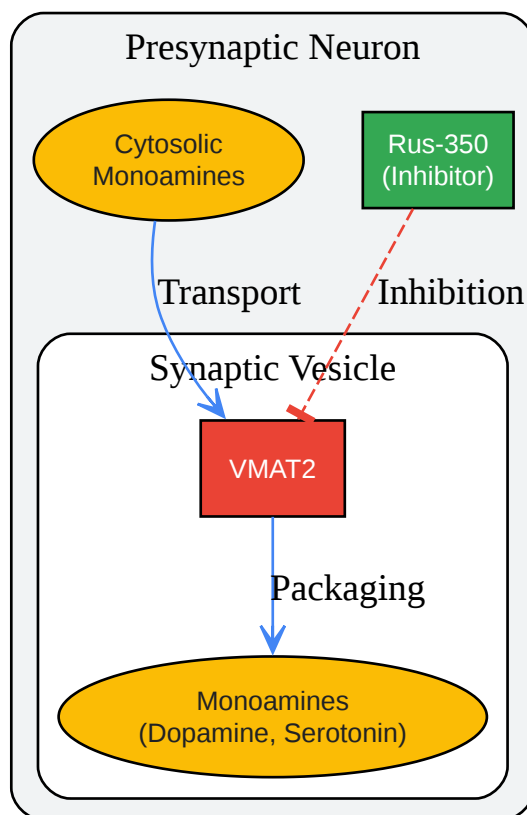 Presynaptic Neuron
Cytosolic
Monoamines
Rus-350
(Inhibitor)
Transport
Inhibition
Synaptic Vesicle
VMAT2
Packaging
Monoamines
(Dopamine, Serotonin)